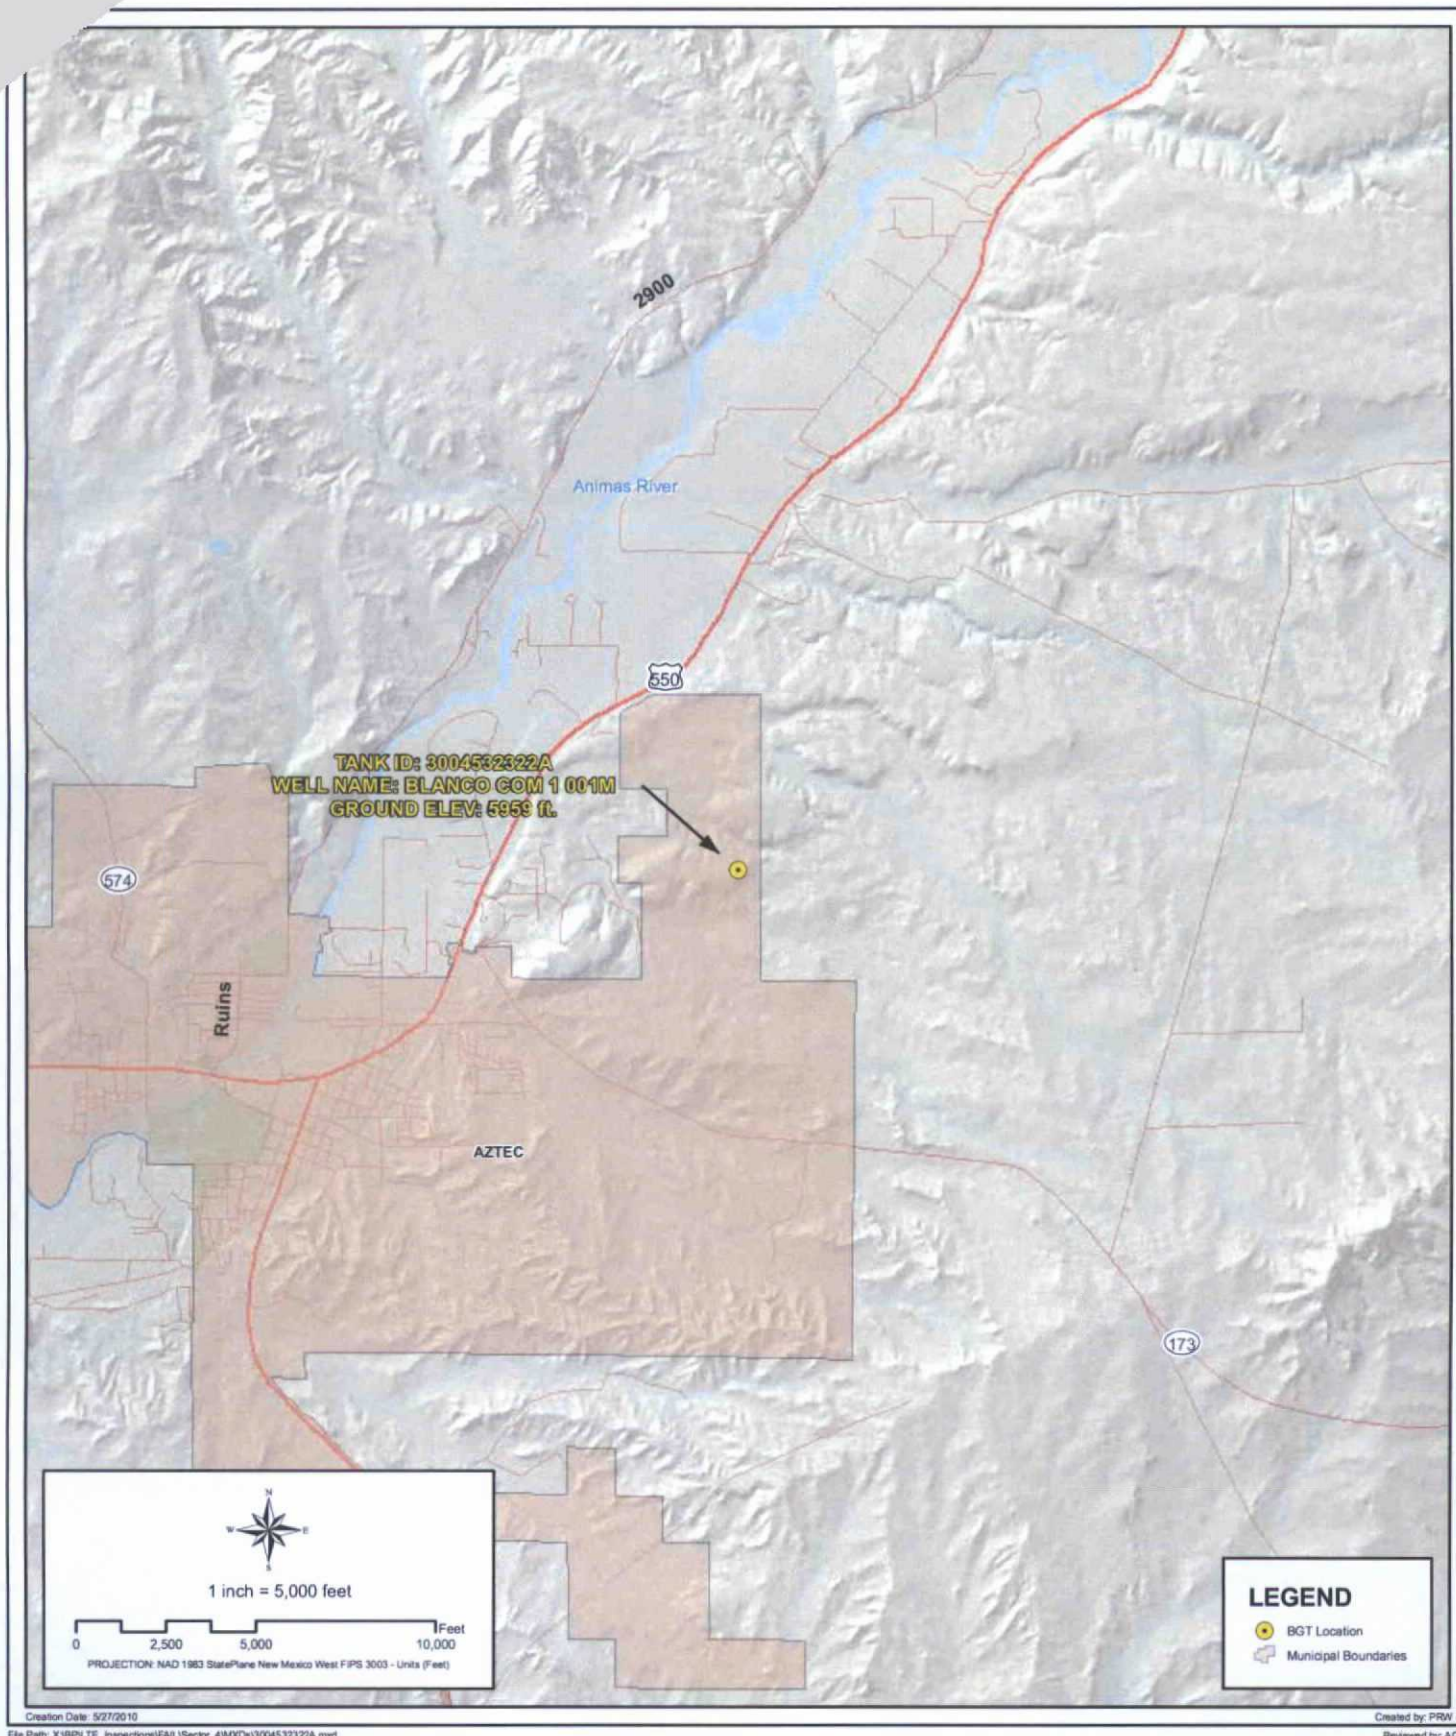 2900
Animas River
550
TANK ID: 3004532322A
WELL NAME: BLANCO COM 1 001M
GROUND ELEV: 5959 ft.
574
Ruins
AZTEC
173
N
W E
S
1 inch = 5,000 feet
Feet
0 2,500 5,000 10,000
PROJECTION: NAD 1983 StatePlane New Mexico West FIPS 3003 - Units (Feet)
LEGEND
BGT Location
Municipal Boundaries
Creation Date: 5/27/2010
Created by: PRW